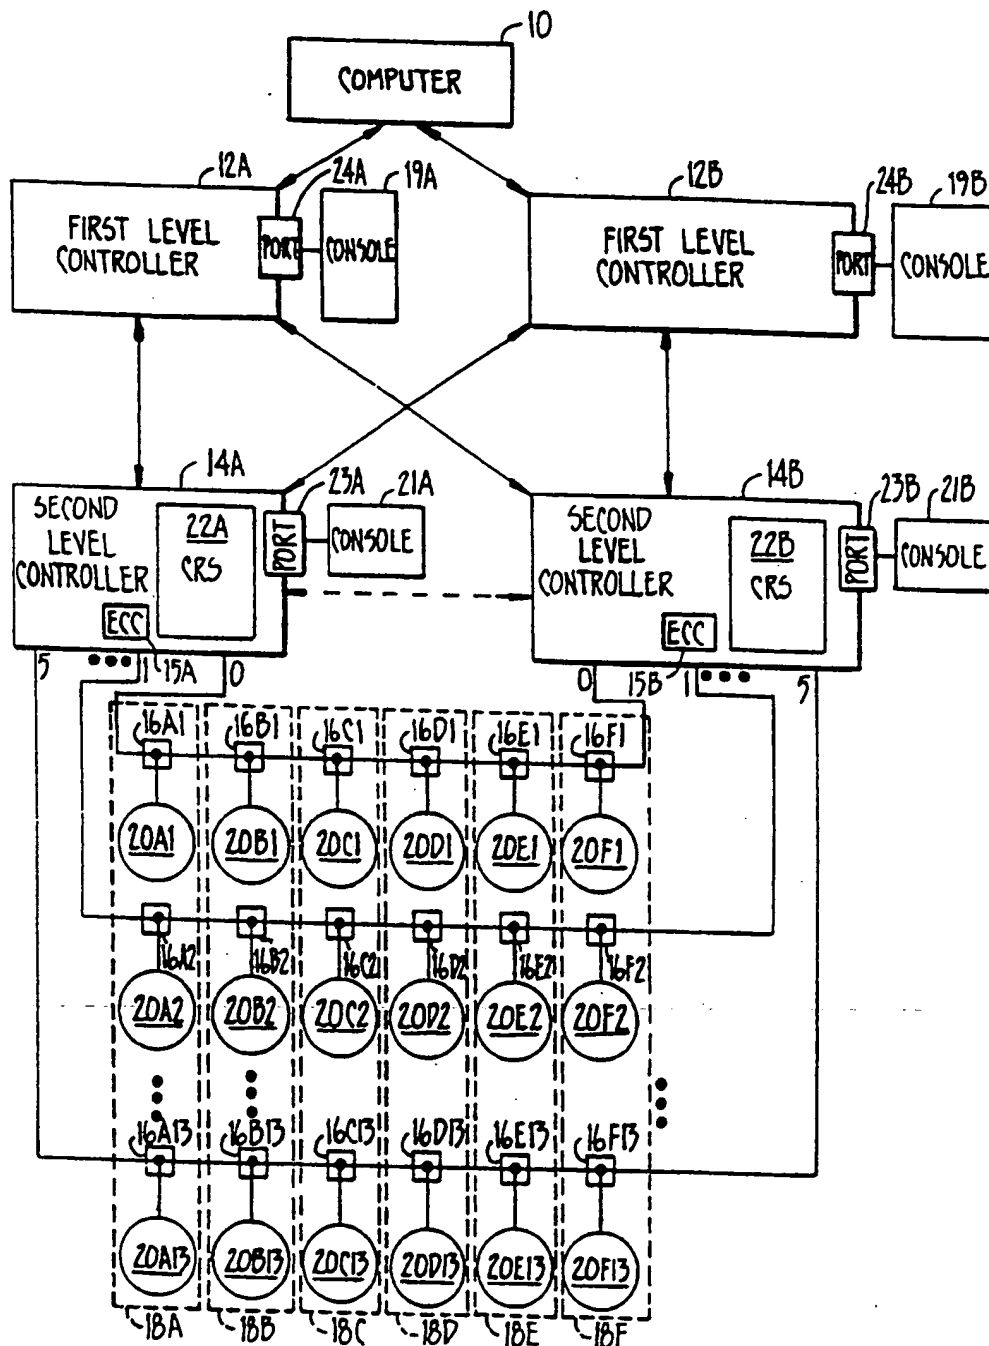 10
COMPUTER
12A
24A
19A
12B
24B
19B
FIRST LEVEL
CONTROLLER
PORT
CONSOLE
FIRST LEVEL
CONTROLLER
PORT
CONSOLE
14A
23A
21A
14B
23B
21B
SECOND
LEVEL
CONTROLLER
22A
CRS
PORT
CONSOLE
ECC
15A
SECOND
LEVEL
CONTROLLER
22B
CRS
PORT
CONSOLE
ECC
15B
5 1 0
0 1 5
16A1 16B1 16C1 16D1 16E1 16F1
20A1 20B1 20C1 20D1 20E1 20F1
16A2 16B2 16C2 16D2 16E2 16F2
20A2 20B2 20C2 20D2 20E2 20F2
16A13 16B13 16C13 16D13 16E13 16F13
20A13 20B13 20C13 20D13 20E13 20F13
18A 18B 18C 18D 18E 18F